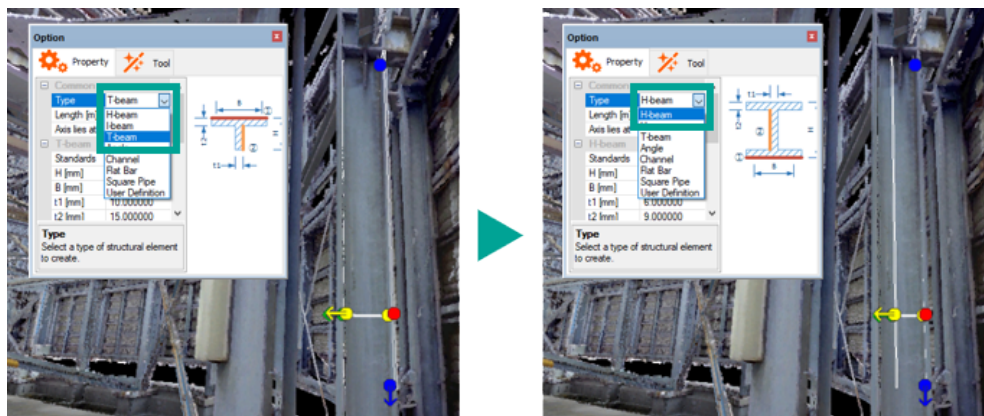 Option
Property
Tool
Common
Type T-beam
Length [m]
Axis lies at
T-beam
Standards
H [mm]
B [mm]
t1 [mm] 10.000000
t2 [mm] 15.000000
H-beam
I-beam
T-beam
Channel
Flat Bar
Square Pipe
User Definition
Type
Select a type of structural element
to create.
B
②
t2
①
H
t1
Option
Property
Tool
Common
Type H-beam
Length [m]
Axis lies at
H-beam
Standards
H [mm]
B [mm]
t1 [mm] 6.000000
t2 [mm] 9.000000
H-beam
T-beam
Angle
Channel
Flat Bar
Square Pipe
User Definition
Type
Select a type of structural element
to create.
t1
t2
②
H
①
B